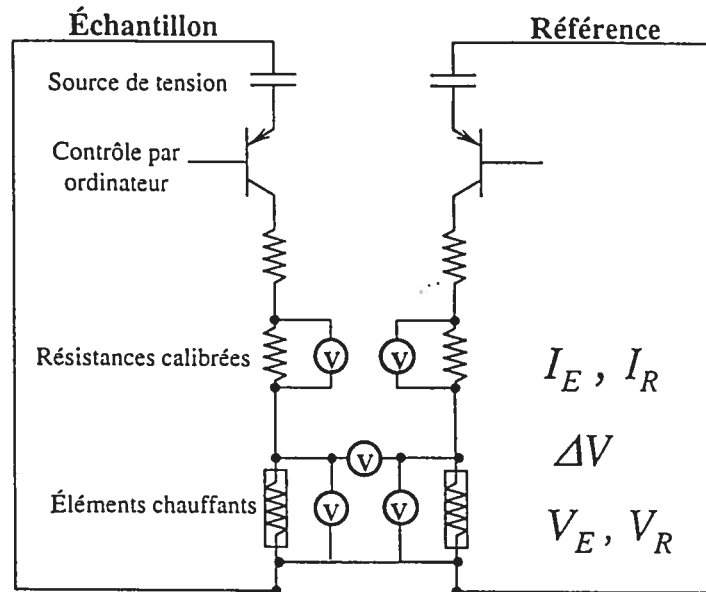 Échantillon
Référence
Source de tension
Contrôle par
ordinateur
Résistances calibrées
V
V
I_E , I_R
V
ΔV
Éléments chauffants
V
V
V_E, V_R